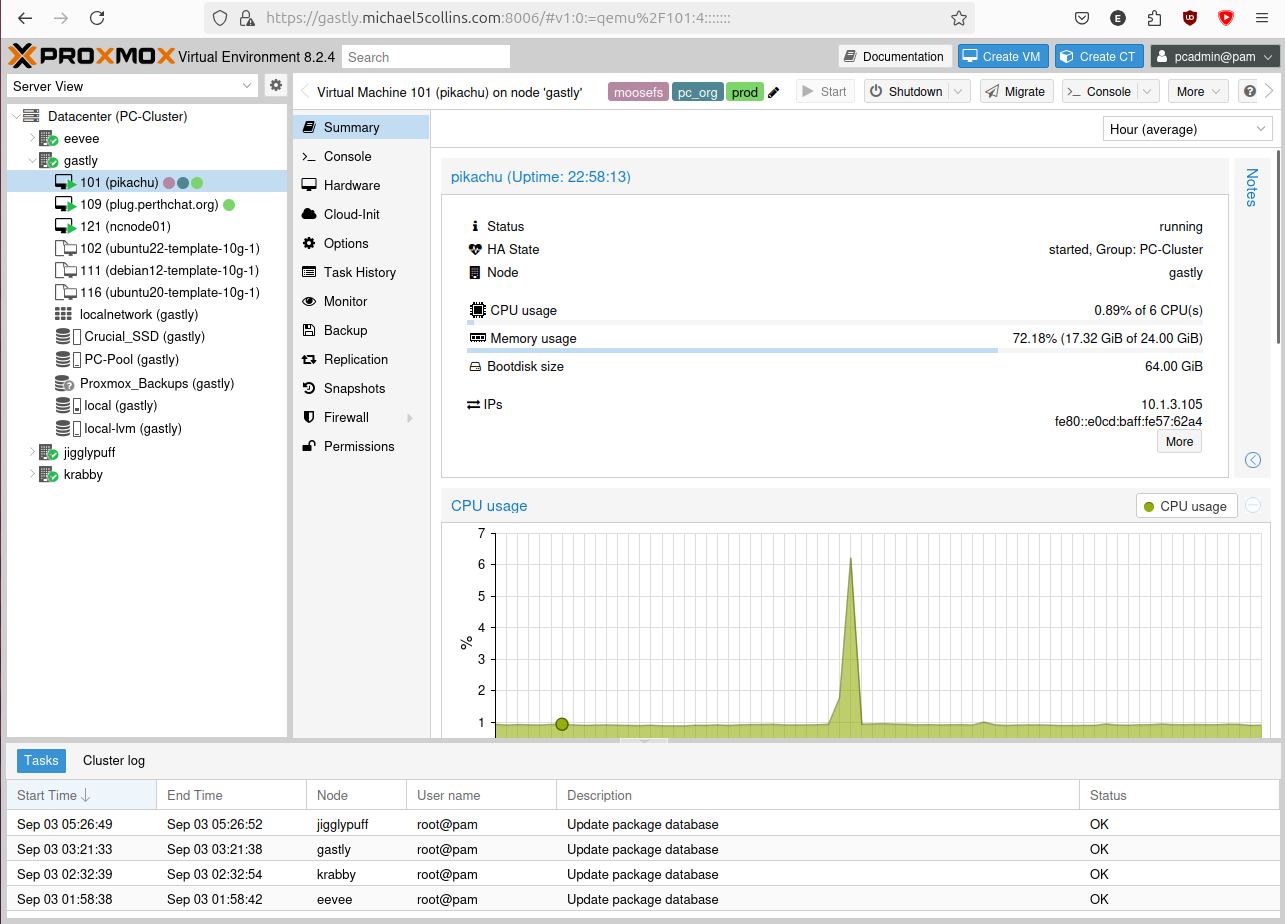 https://gastly.michael5collins.com:8006/#v1:0:=qemu%2F101:4:::::::
E
PROXMOX Virtual Environment 8.2.4 Search Documentation Create VM Create CT pcadmin@pam
Server View
Virtual Machine 101 (pikachu) on node 'gastly' moosefs pc_org prod Start Shutdown Migrate Console More
Datacenter (PC-Cluster)
eevee
gastly
101 (pikachu)
109 (plug.perthchat.org)
121 (ncnode01)
102 (ubuntu22-template-10g-1)
111 (debian12-template-10g-1)
116 (ubuntu20-template-10g-1)
localnetwork (gastly)
Crucial_SSD (gastly)
PC-Pool (gastly)
Proxmox_Backups (gastly)
local (gastly)
local-lvm (gastly)
jigglypuff
krabby
Summary
Console
Hardware
Cloud-Init
Options
Task History
Monitor
Backup
Replication
Snapshots
Firewall
Permissions
Hour (average)
pikachu (Uptime: 22:58:13)
Notes
Status running
HA State started, Group: PC-Cluster
Node gastly
CPU usage 0.89% of 6 CPU(s)
Memory usage 72.18% (17.32 GiB of 24.00 GiB)
Bootdisk size 64.00 GiB
IPs 10.1.3.105
fe80::e0cd:baff:fe57:62a4
More
CPU usage CPU usage
7
6
5
4
%
3
2
1
Tasks Cluster log
Start Time End Time Node User name Description Status
Sep 03 05:26:49 Sep 03 05:26:52 jigglypuff root@pam Update package database OK
Sep 03 03:21:33 Sep 03 03:21:38 gastly root@pam Update package database OK
Sep 03 02:32:39 Sep 03 02:32:54 krabby root@pam Update package database OK
Sep 03 01:58:38 Sep 03 01:58:42 eevee root@pam Update package database OK